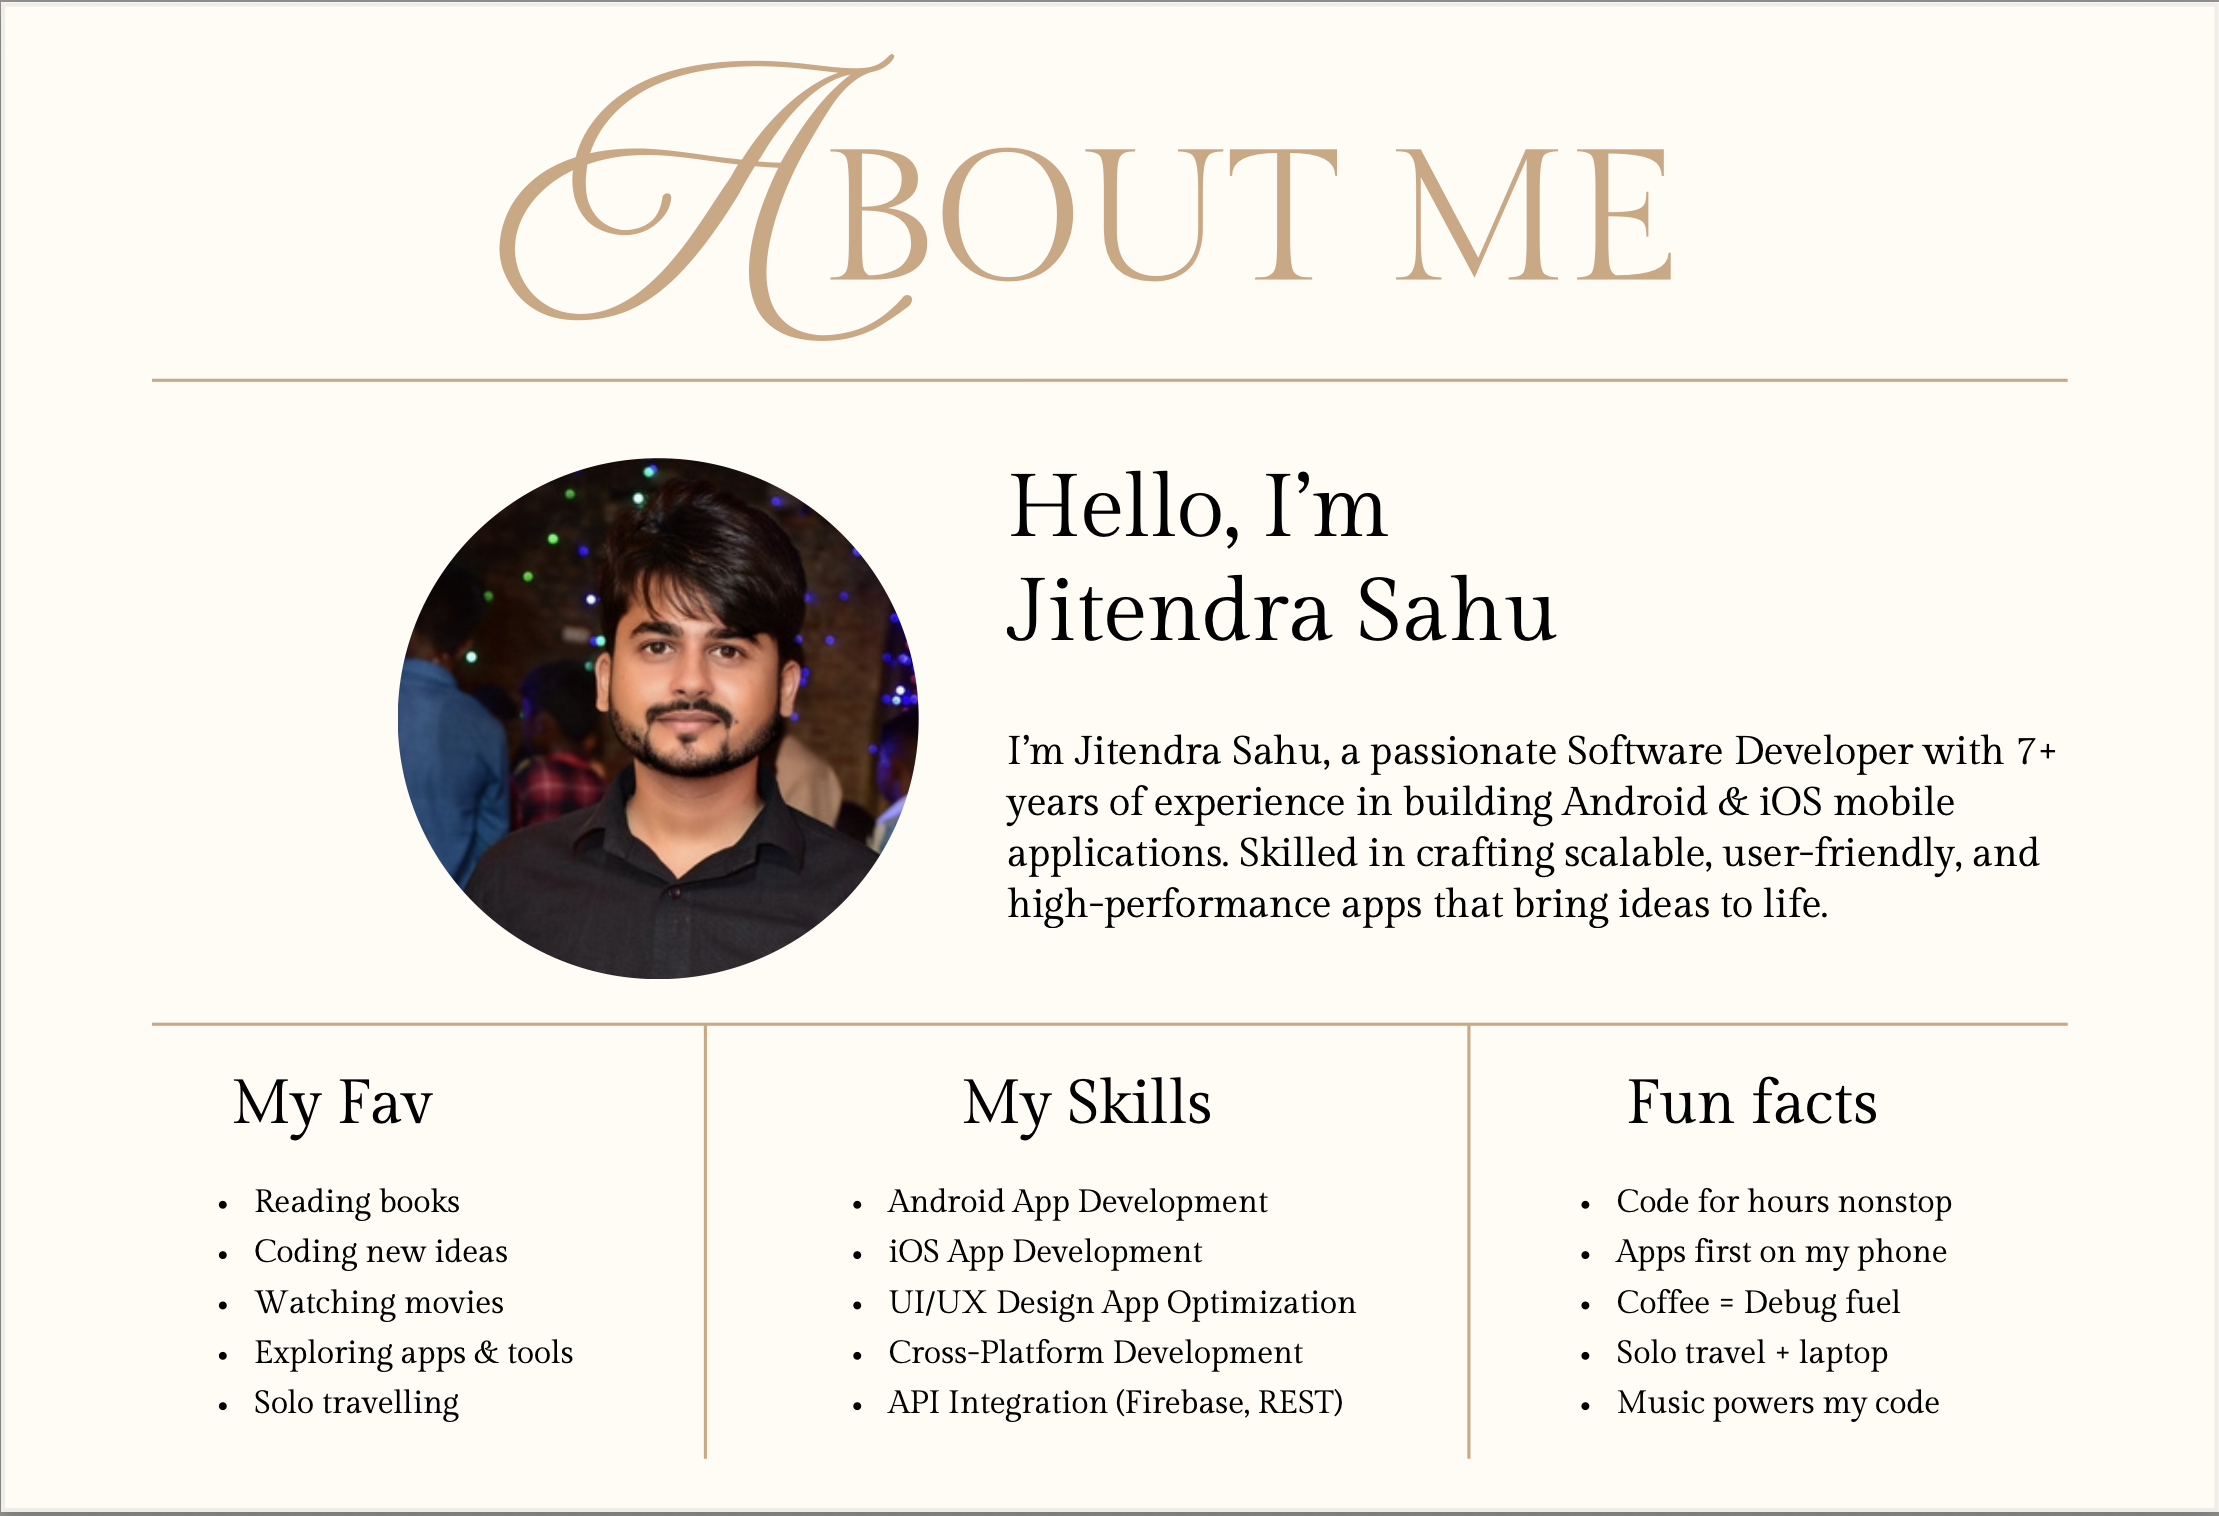 ABOUT ME
Hello, I’m
Jitendra Sahu
I’m Jitendra Sahu, a passionate Software Developer with 7+
years of experience in building Android & iOS mobile
applications. Skilled in crafting scalable, user-friendly, and
high-performance apps that bring ideas to life.
My Fav
• Reading books
• Coding new ideas
• Watching movies
• Exploring apps & tools
• Solo travelling
My Skills
• Android App Development
• iOS App Development
• UI/UX Design App Optimization
• Cross-Platform Development
• API Integration (Firebase, REST)
Fun facts
• Code for hours nonstop
• Apps first on my phone
• Coffee = Debug fuel
• Solo travel + laptop
• Music powers my code